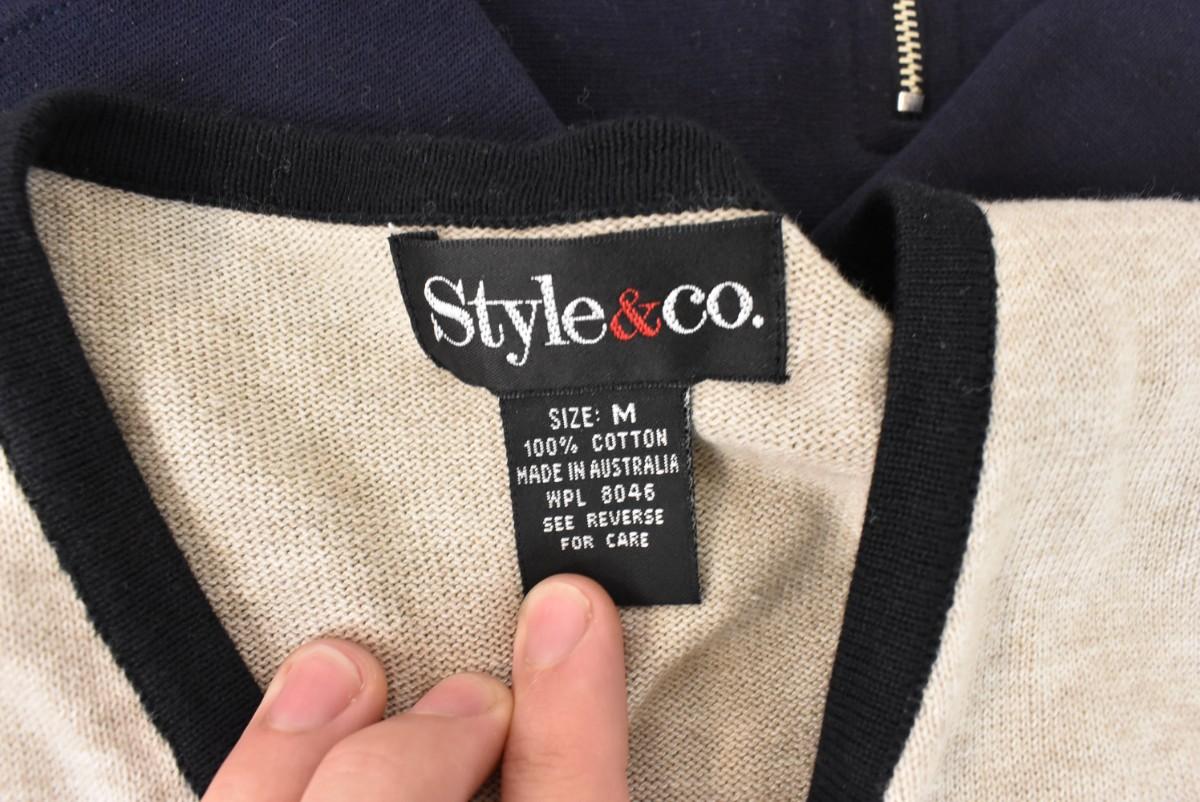 Style&co.
SIZE: M
100% COTTON
MADE IN AUSTRALIA
WPL 8046
SEE REVERSE
FOR CARE